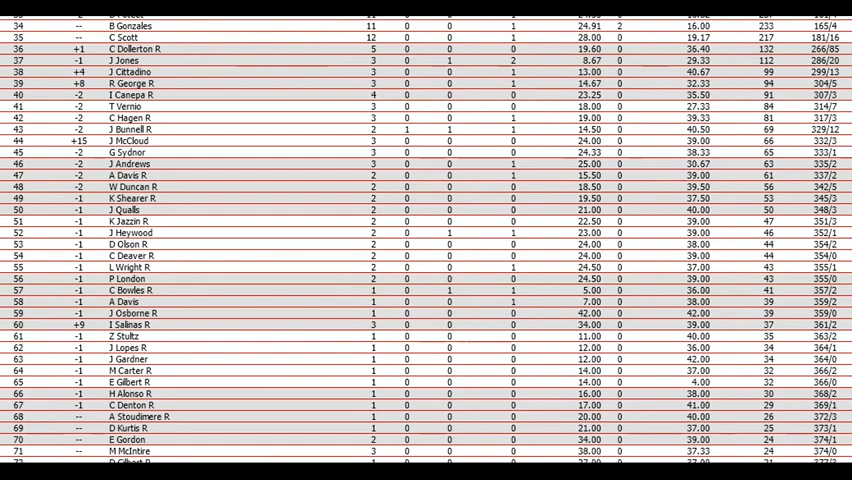 34 -- B Gonzales 11 0 0 1 24.91 2 16.00 233 165/4
35 -- C Scott 12 0 0 1 28.00 0 19.17 217 181/16
36 +1 C Dollerton R 5 0 0 0 19.60 0 36.40 132 266/85
37 -1 J Jones 3 0 1 2 8.67 0 29.33 112 286/20
38 +4 J Cittadino 3 0 0 1 13.00 0 40.67 99 299/13
39 +8 R George R 3 0 0 1 14.67 0 32.33 94 304/5
40 -2 I Canepa R 4 0 0 0 23.25 0 35.50 91 307/3
41 -2 T Vernio 3 0 0 0 18.00 0 27.33 84 314/7
42 -2 C Hagen R 3 0 0 1 19.00 0 39.33 81 317/3
43 -2 J Bunnell R 2 1 1 1 14.50 0 40.50 69 329/12
44 +15 J McCloud 3 0 0 0 24.00 0 39.00 66 332/3
45 -2 G Sydnor 3 0 0 0 24.33 0 38.33 65 333/1
46 -2 J Andrews 3 0 0 1 25.00 0 30.67 63 335/2
47 -2 A Davis R 2 0 0 1 15.50 0 39.00 61 337/2
48 -2 W Duncan R 2 0 0 0 18.50 0 39.50 56 342/5
49 -1 K Shearer R 2 0 0 0 19.50 0 37.50 53 345/3
50 -1 J Qualls 2 0 0 0 21.00 0 40.00 50 348/3
51 -1 K Jazzin R 2 0 0 0 22.00 0 39.00 47 351/3
52 -1 J Heywood 2 0 1 1 23.00 0 39.00 46 352/1
53 -1 D Olson R 2 0 0 0 24.00 0 38.00 44 354/2
54 -1 C Deaver R 2 0 0 0 24.00 0 39.00 44 354/0
55 -1 L Wright R 2 0 0 1 24.50 0 37.00 43 355/1
56 -1 P London 2 0 0 0 24.50 0 39.00 43 355/0
57 -1 C Bowles R 1 0 1 1 5.00 0 36.00 41 357/2
58 -1 A Davis 1 0 0 1 7.00 0 38.00 39 359/2
59 -1 J Osborne R 1 0 0 0 42.00 0 42.00 39 359/0
60 +9 I Salinas R 3 0 0 0 34.00 0 39.00 37 361/2
61 -1 Z Stultz 1 0 0 0 11.00 0 40.00 35 363/2
62 -1 J Lopes R 1 0 0 0 12.00 0 36.00 34 364/1
63 -1 J Gardner 1 0 0 0 12.00 0 42.00 34 364/0
64 -1 M Carter R 1 0 0 0 14.00 0 37.00 32 366/2
65 -1 E Gilbert R 1 0 0 0 14.00 0 4.00 32 366/0
66 -1 H Alonso R 1 0 0 0 16.00 0 38.00 30 368/2
67 -1 C Denton R 1 0 0 0 17.00 0 41.00 29 369/1
68 -- A Stoudimere R 1 0 0 0 20.00 0 40.00 26 372/3
69 -- D Kurtis R 1 0 0 0 21.00 0 37.00 25 373/1
70 -- E Gordon 2 0 0 0 34.00 0 39.00 24 374/1
71 -- M McIntire 3 0 0 0 38.00 0 37.33 24 374/0